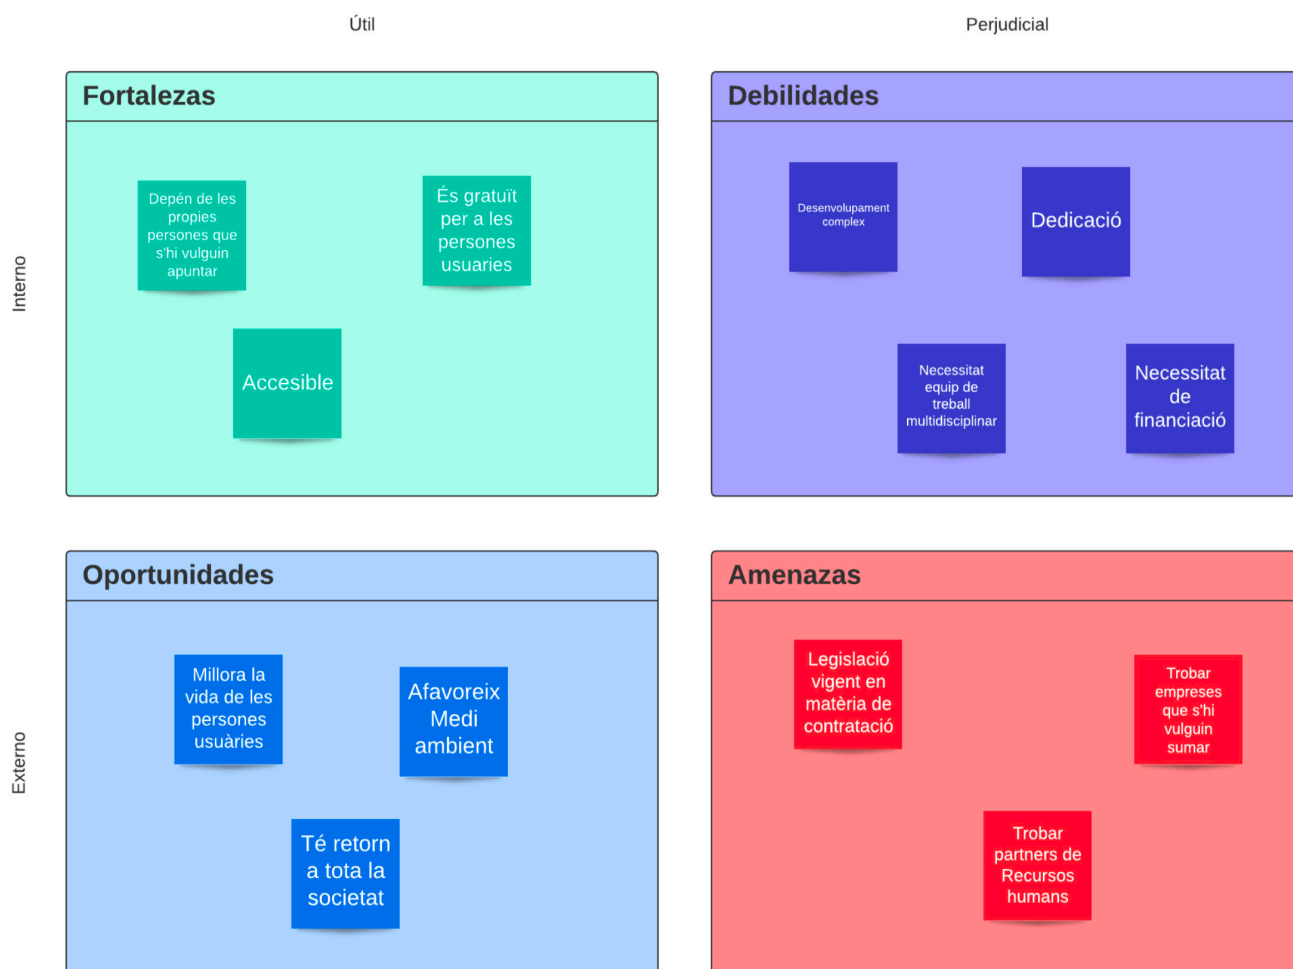 Útil
Perjudicial
Interno
Fortalezas
Depén de les
propies
persones que
s'hi vulguin
apuntar
És gratuït
per a les
persones
usuaries
Accesible
Debilidades
Desenvolupament
complex
Dedicació
Necessitat
equip de
treball
multidisciplinar
Necessitat
de
financiació
Externo
Oportunidades
Millora la
vida de les
persones
usuàries
Afavoreix
Medi
ambient
Té retorn
a tota la
societat
Amenazas
Legislació
vigent en
matèria de
contratació
Trobar
empreses
que s'hi
vulguin
sumar
Trobar
partners de
Recursos
humans